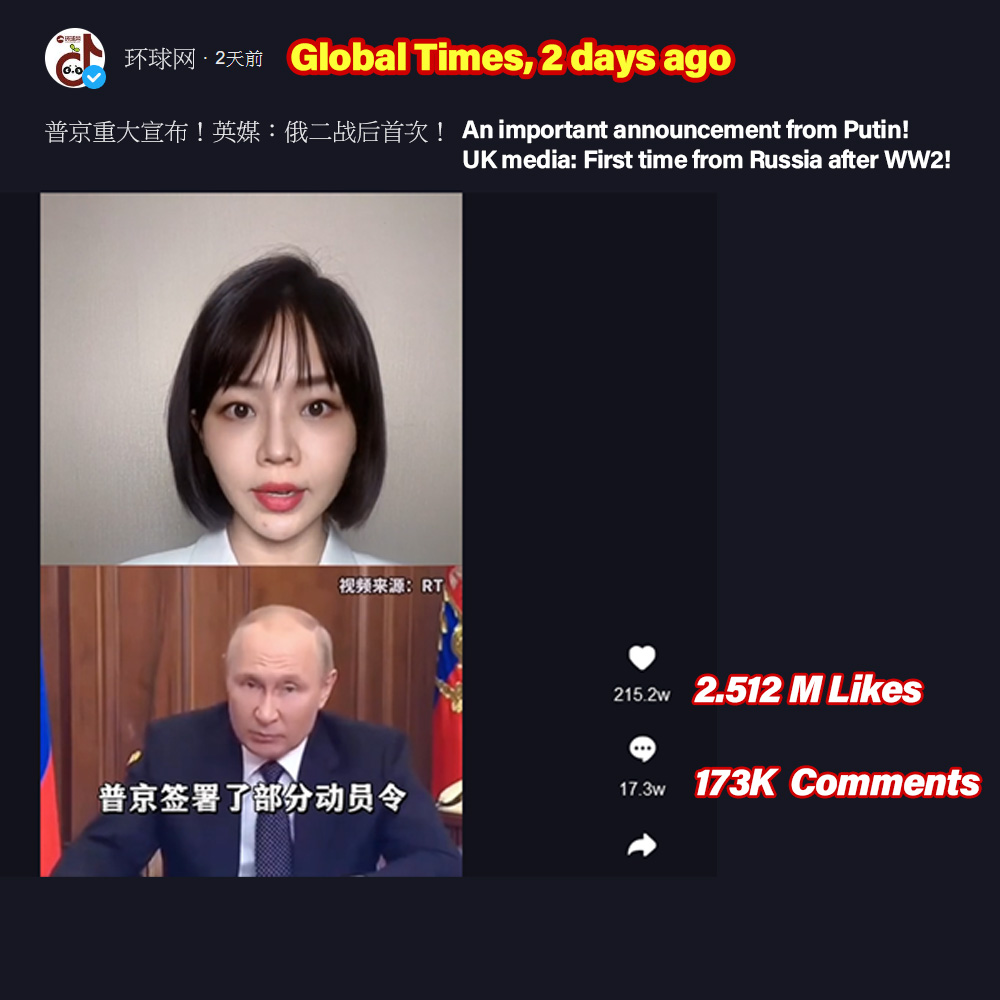 环球网 · 2天前
Global Times, 2 days ago
普京重大宣布！英媒：俄二战后首次！
An important announcement from Putin!
UK media: First time from Russia after WW2!
视频来源：RT
普京签署了部分动员令
215.2w
2.512 M Likes
17.3w
173K Comments